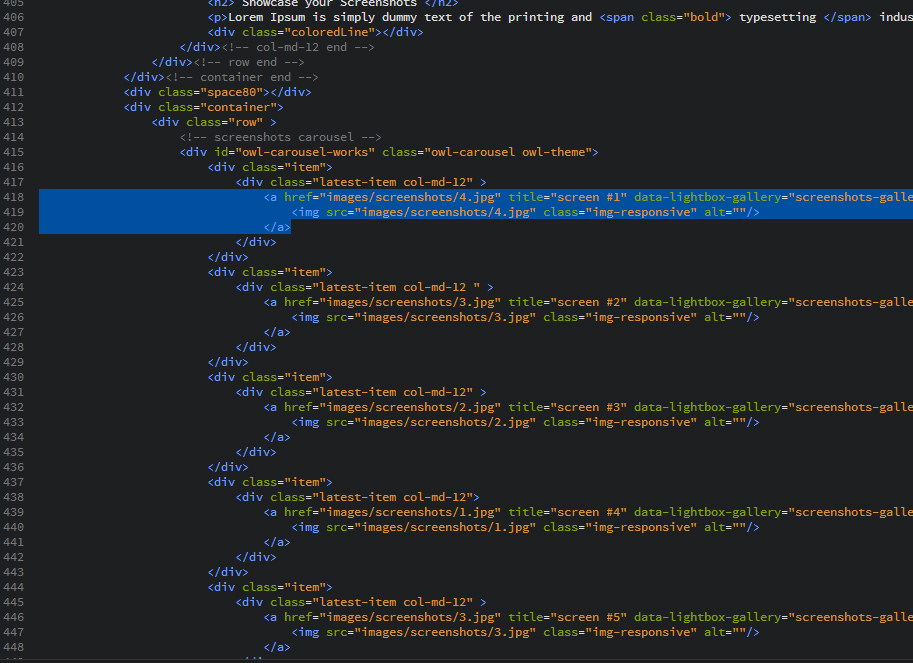 405 <h2> Showcase your Screenshots </h2>
406 <p>Lorem Ipsum is simply dummy text of the printing and <span class="bold"> typesetting </span> indus
407 <div class="coloredLine"></div>
408 </div><!-- col-md-12 end -->
409 </div><!-- row end -->
410 </div><!-- container end -->
411 <div class="space80"></div>
412 <div class="container">
413 <div class="row" >
414 <!-- screenshots carousel -->
415 <div id="owl-carousel-works" class="owl-carousel owl-theme">
416 <div class="item">
417 <div class="latest-item col-md-12" >
418 <a href="images/screenshots/4.jpg" title="screen #1" data-lightbox-gallery="screenshots-galle
419 <img src="images/screenshots/4.jpg" class="img-responsive" alt=""/>
420 </a>
421 </div>
422 </div>
423 <div class="item">
424 <div class="latest-item col-md-12 " >
425 <a href="images/screenshots/3.jpg" title="screen #2" data-lightbox-gallery="screenshots-galle
426 <img src="images/screenshots/3.jpg" class="img-responsive" alt=""/>
427 </a>
428 </div>
429 </div>
430 <div class="item">
431 <div class="latest-item col-md-12" >
432 <a href="images/screenshots/2.jpg" title="screen #3" data-lightbox-gallery="screenshots-galle
433 <img src="images/screenshots/2.jpg" class="img-responsive" alt=""/>
434 </a>
435 </div>
436 </div>
437 <div class="item">
438 <div class="latest-item col-md-12">
439 <a href="images/screenshots/1.jpg" title="screen #4" data-lightbox-gallery="screenshots-galle
440 <img src="images/screenshots/1.jpg" class="img-responsive" alt=""/>
441 </a>
442 </div>
443 </div>
444 <div class="item">
445 <div class="latest-item col-md-12" >
446 <a href="images/screenshots/3.jpg" title="screen #5" data-lightbox-gallery="screenshots-galle
447 <img src="images/screenshots/3.jpg" class="img-responsive" alt=""/>
448 </a>